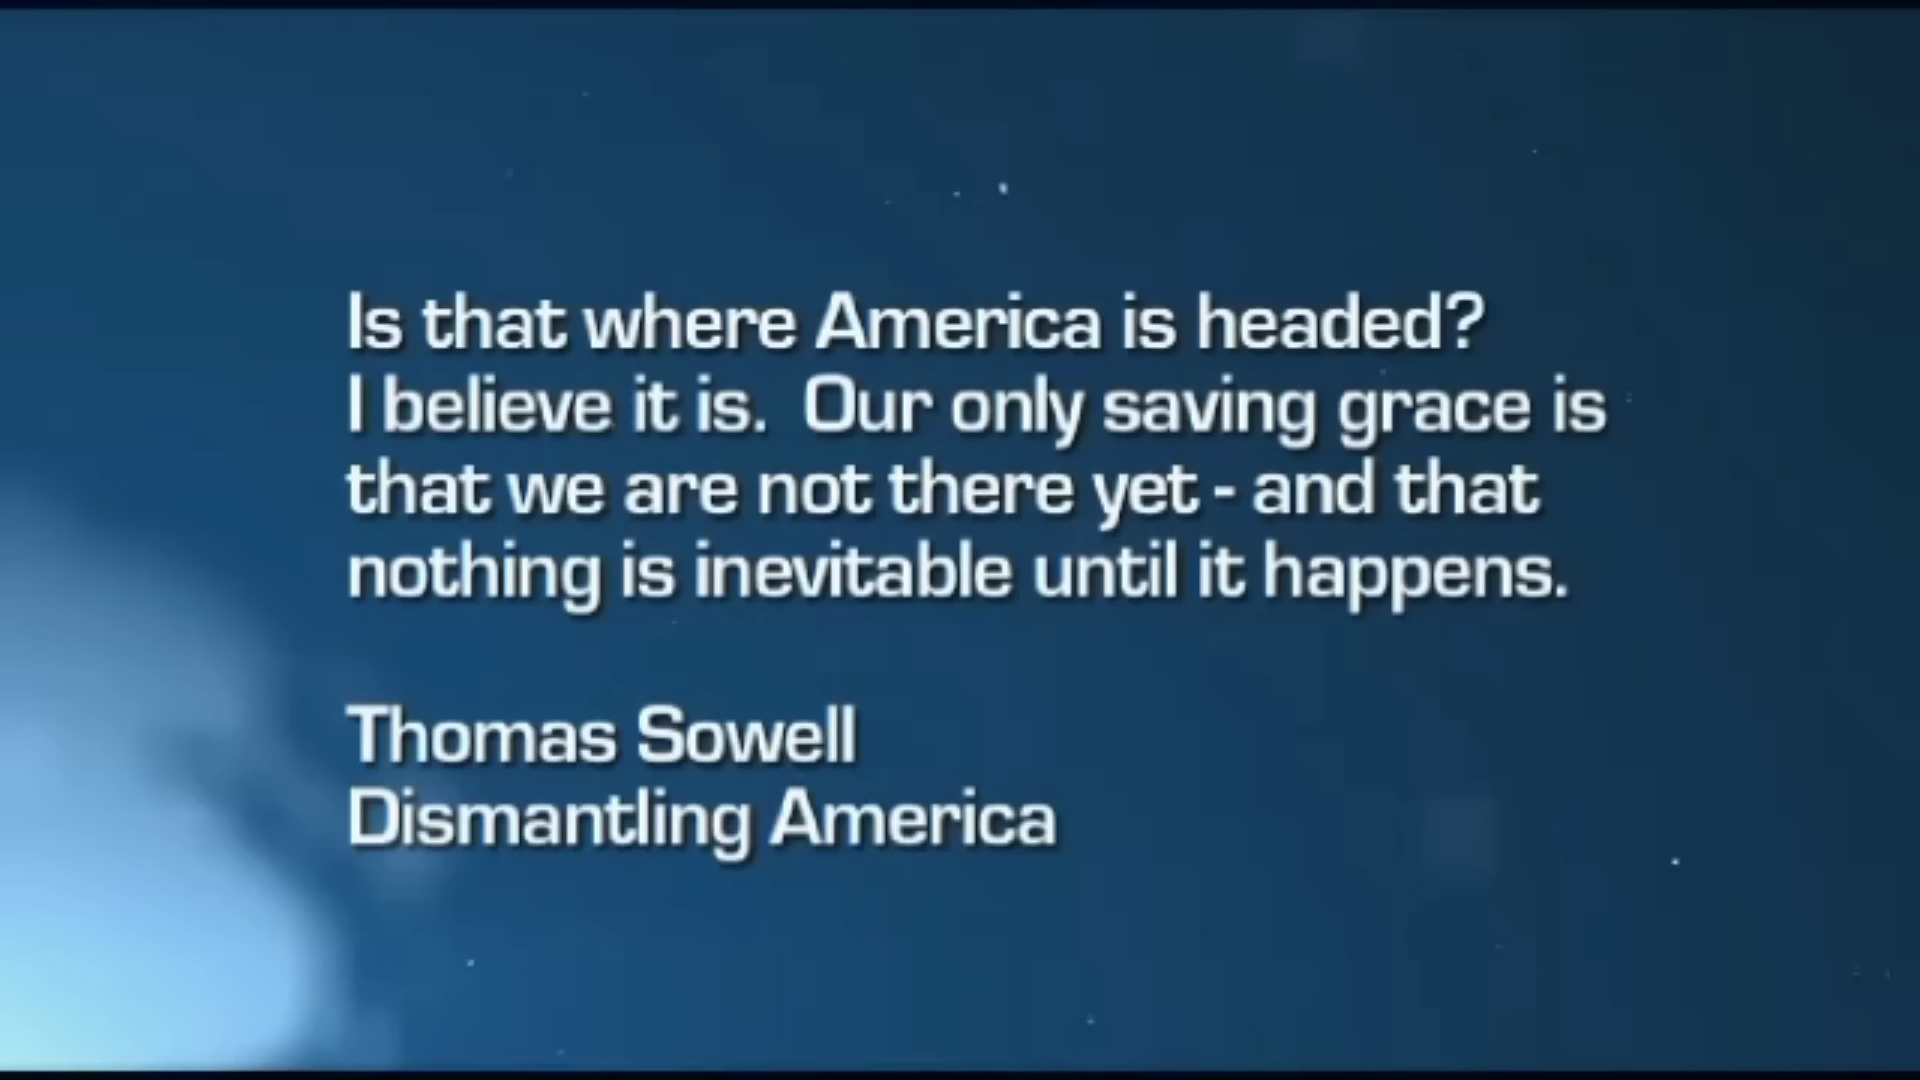 Is that where America is headed?
I believe it is.  Our only saving grace is
that we are not there yet - and that
nothing is inevitable until it happens.
Thomas Sowell
Dismantling America